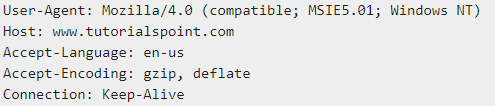 User-Agent: Mozilla/4.0 (compatible; MSIE5.01; Windows NT)
Host: www.tutorialspoint.com
Accept-Language: en-us
Accept-Encoding: gzip, deflate
Connection: Keep-Alive